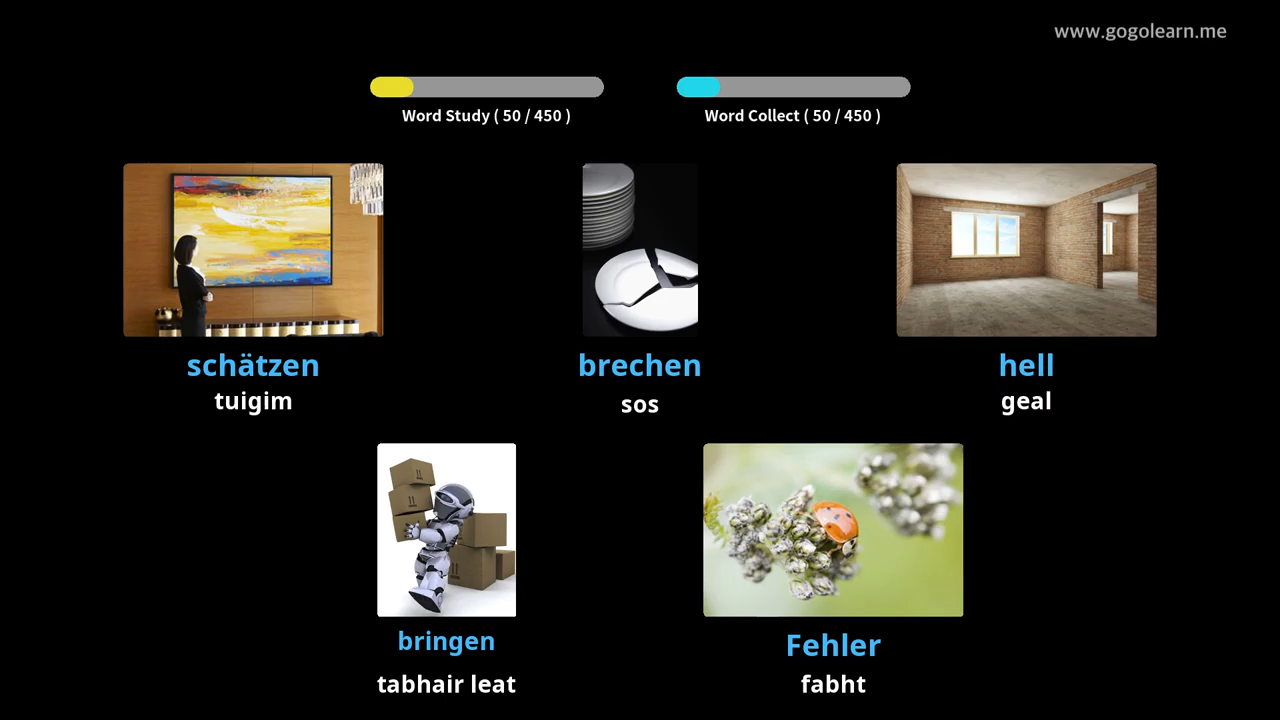 www.gogolearn.me
Word Study ( 50 / 450 )
Word Collect ( 50 / 450 )
schätzen
tuigim
brechen
sos
hell
geal
bringen
tabhair leat
Fehler
fabht